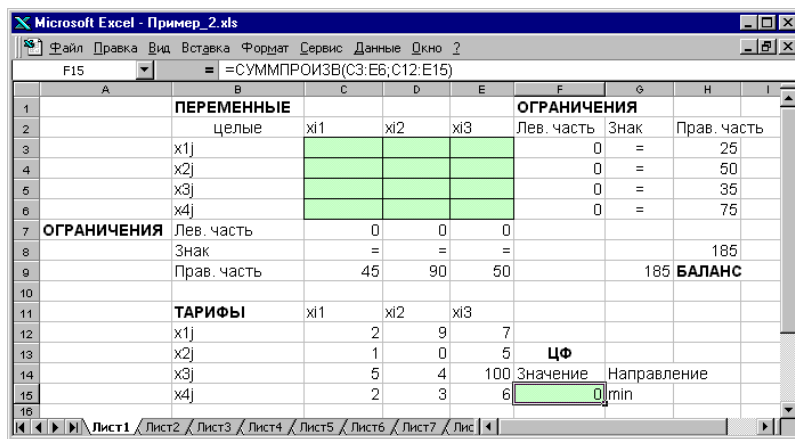 Microsoft Excel - Пример_2.xls
Файл Правка Вид Вставка Формат Сервис Данные Окно ?
F15 = =СУММПРОИЗВ(C3:E6;C12:E15)
A B C D E F G H I
1 ПЕРЕМЕННЫЕ ОГРАНИЧЕНИЯ
2 целые xi1 xi2 xi3 Лев. часть Знак Прав. часть
3 x1j 0 = 25
4 x2j 0 = 50
5 x3j 0 = 35
6 x4j 0 = 75
7 ОГРАНИЧЕНИЯ Лев. часть 0 0 0
8 Знак = = = 185
9 Прав. часть 45 90 50 185 БАЛАНС
10
11 ТАРИФЫ xi1 xi2 xi3
12 x1j 2 9 7
13 x2j 1 0 5 ЦФ
14 x3j 5 4 100 Значение Направление
15 x4j 2 3 6 0 min
16
Лист1 Лист2 Лист3 Лист4 Лист5 Лист6 Лист7 Лис